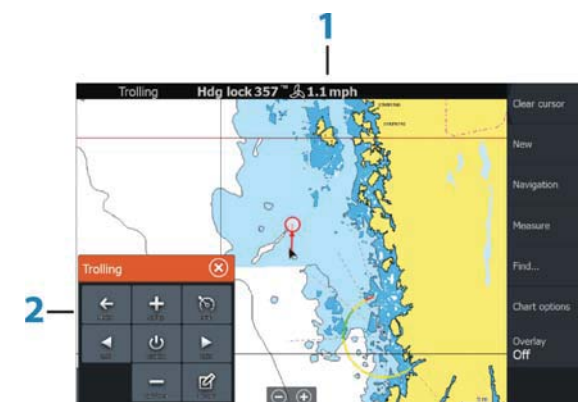 1
Trolling Hdg lock 357 °M 1.1 mph
Clear cursor
New
Navigation
Measure
Find...
Chart options
Overlay
Off
Trolling
2